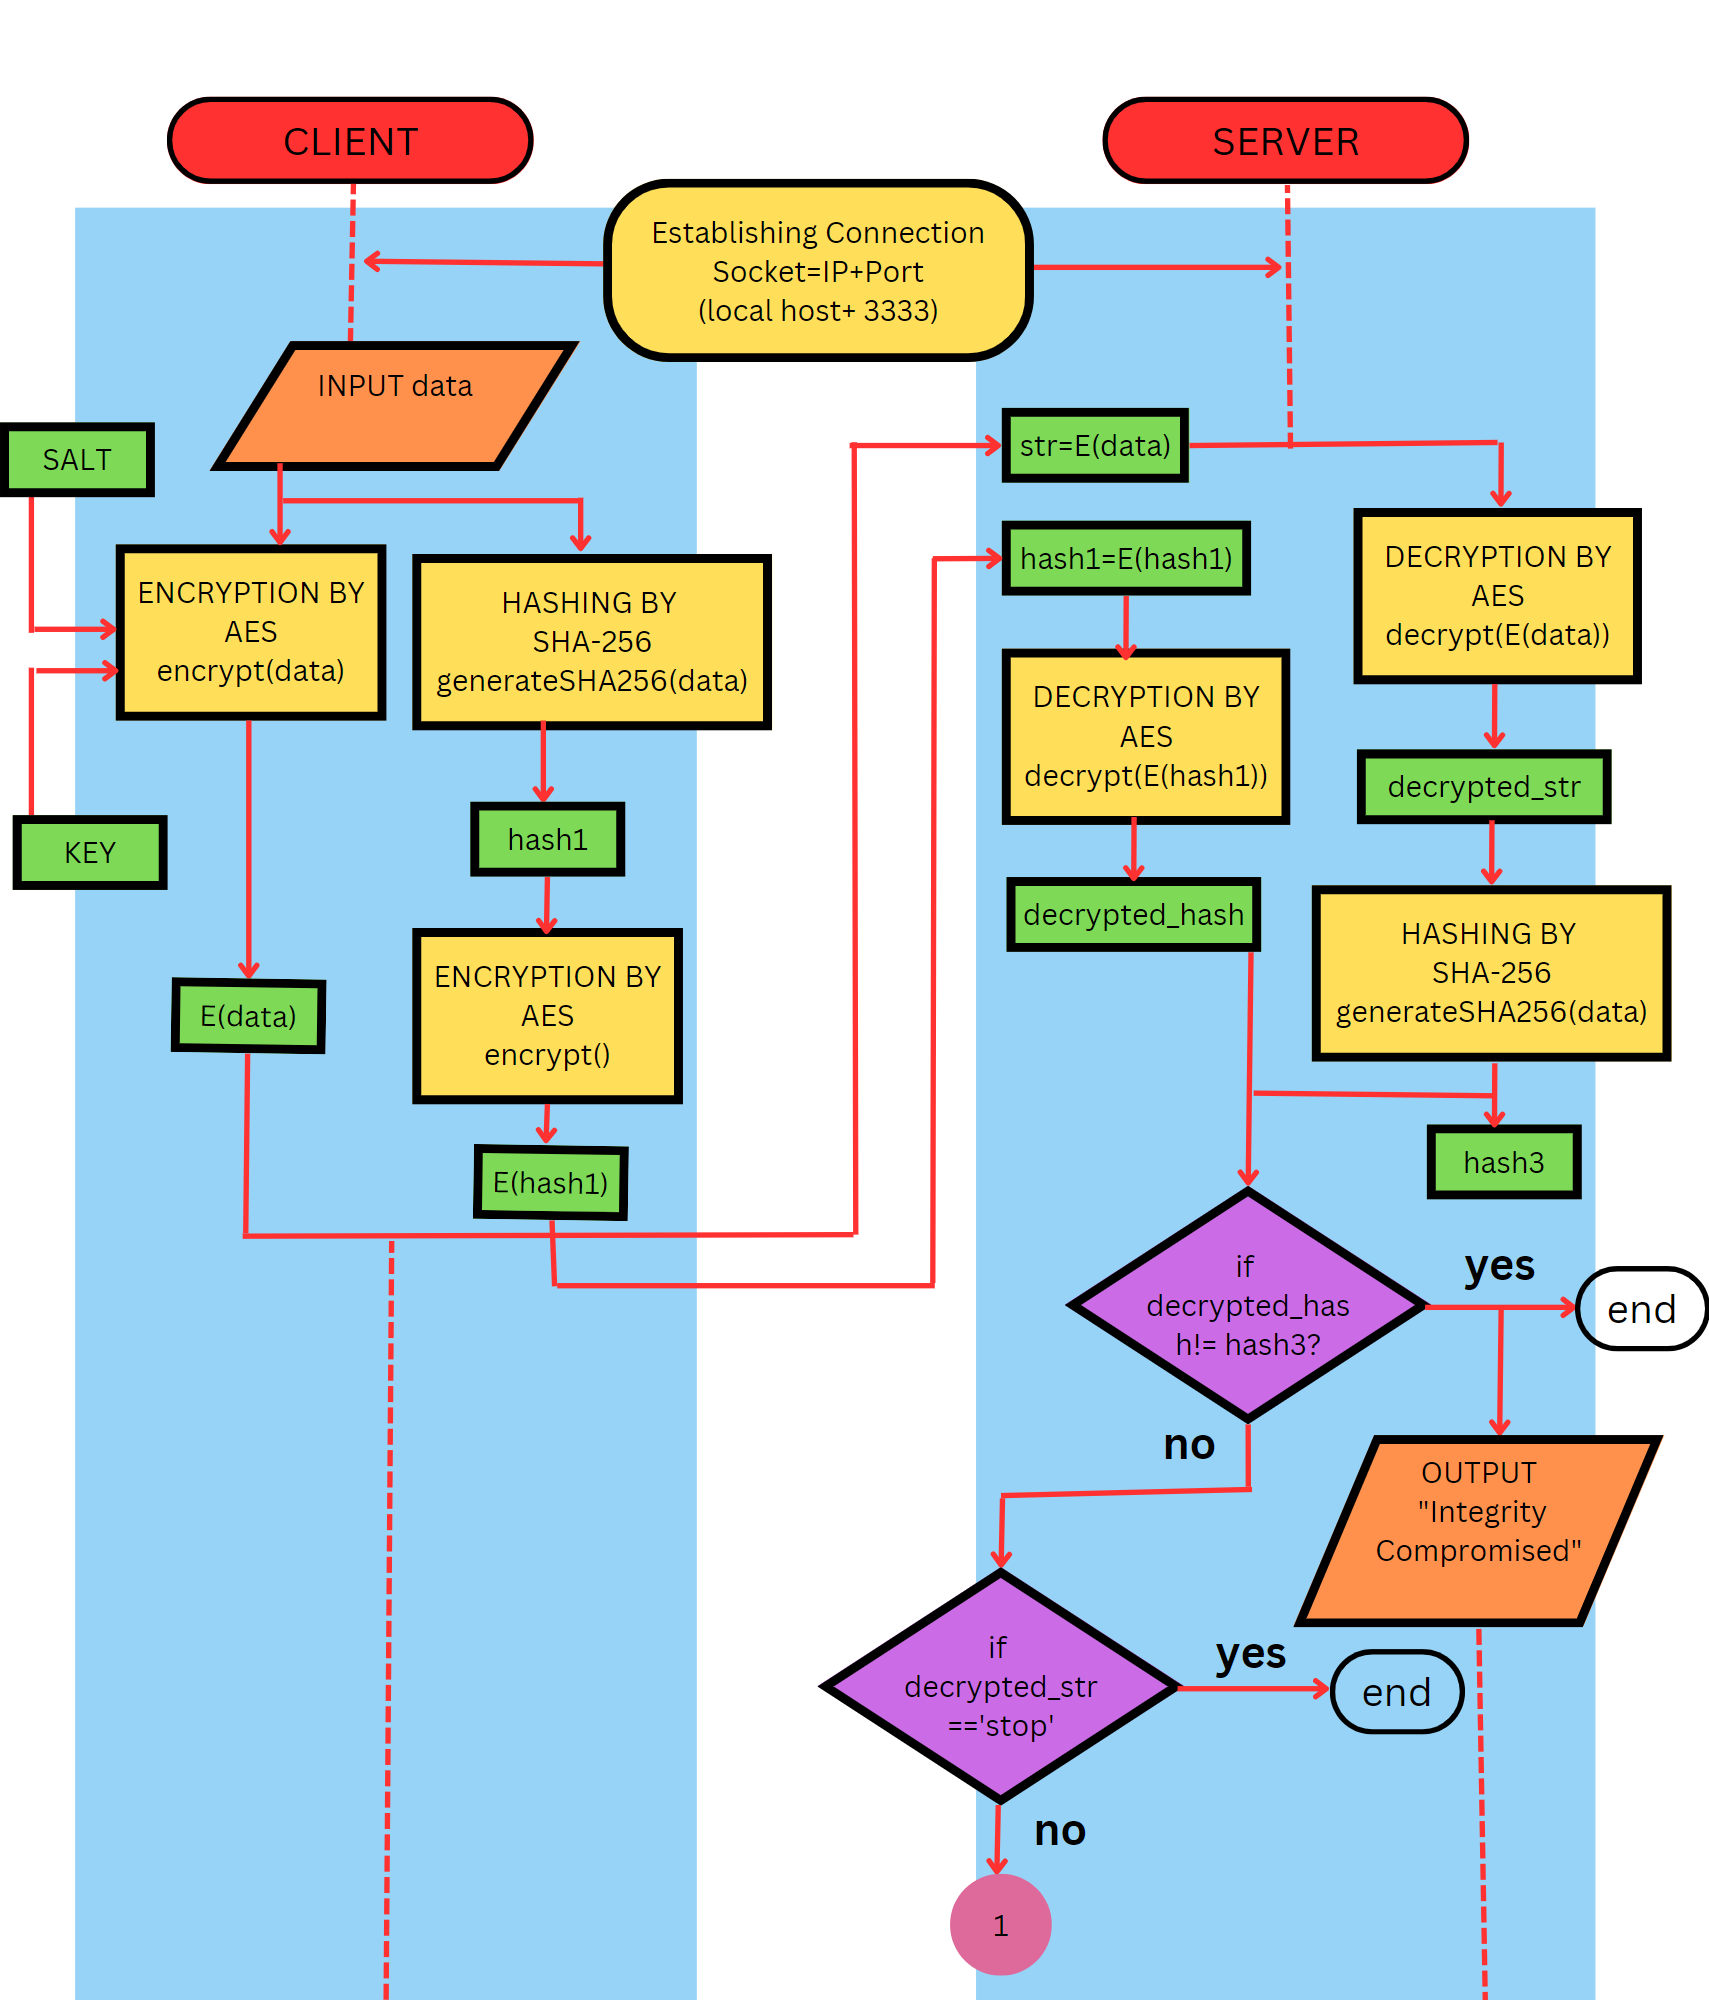 CLIENT
SERVER
Establishing Connection
Socket=IP+Port
(local host+ 3333)
INPUT data
SALT
ENCRYPTION BY
AES
encrypt(data)
HASHING BY
SHA-256
generateSHA256(data)
KEY
hash1
E(data)
ENCRYPTION BY
AES
encrypt()
E(hash1)
str=E(data)
hash1=E(hash1)
DECRYPTION BY
AES
decrypt(E(data))
DECRYPTION BY
AES
decrypt(E(hash1))
decrypted_str
decrypted_hash
HASHING BY
SHA-256
generateSHA256(data)
hash3
if
decrypted_has
h!= hash3?
yes
end
no
OUTPUT
"Integrity
Compromised"
if
decrypted_str
=='stop'
yes
end
no
1